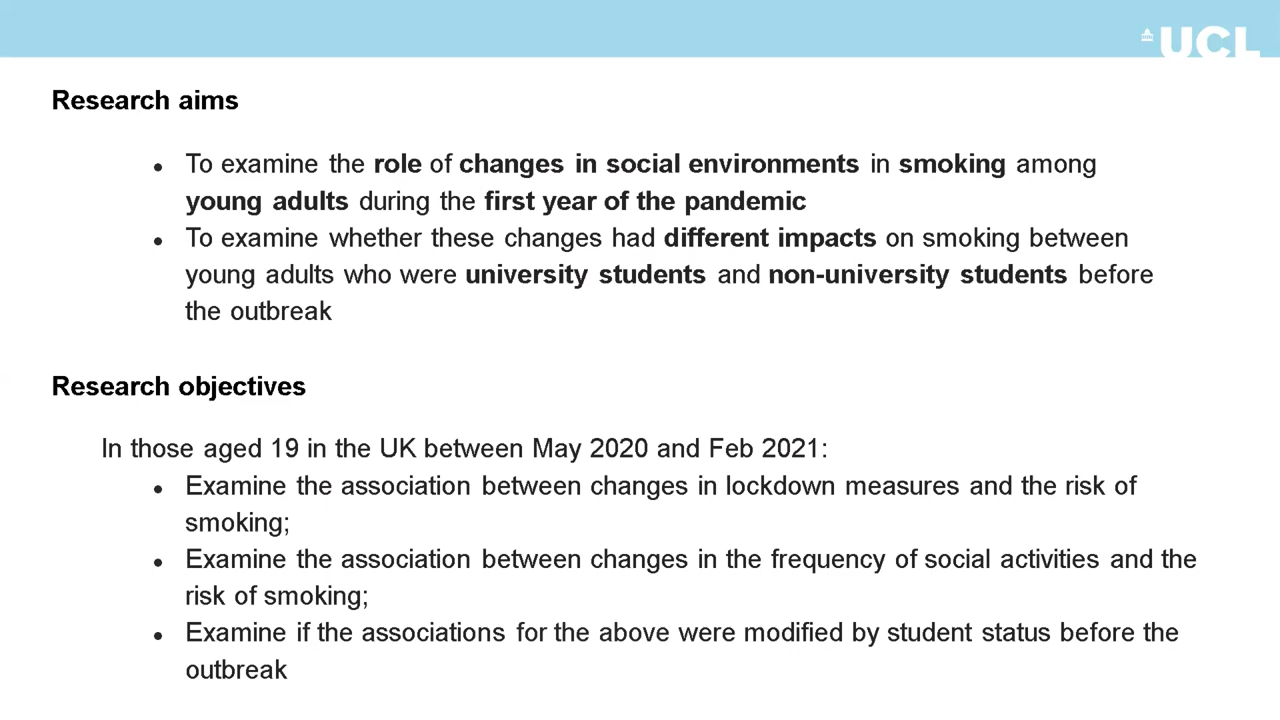 UCL
Research aims
• To examine the role of changes in social environments in smoking among
young adults during the first year of the pandemic
• To examine whether these changes had different impacts on smoking between
young adults who were university students and non-university students before
the outbreak
Research objectives
In those aged 19 in the UK between May 2020 and Feb 2021:
• Examine the association between changes in lockdown measures and the risk of
smoking;
• Examine the association between changes in the frequency of social activities and the
risk of smoking;
• Examine if the associations for the above were modified by student status before the
outbreak